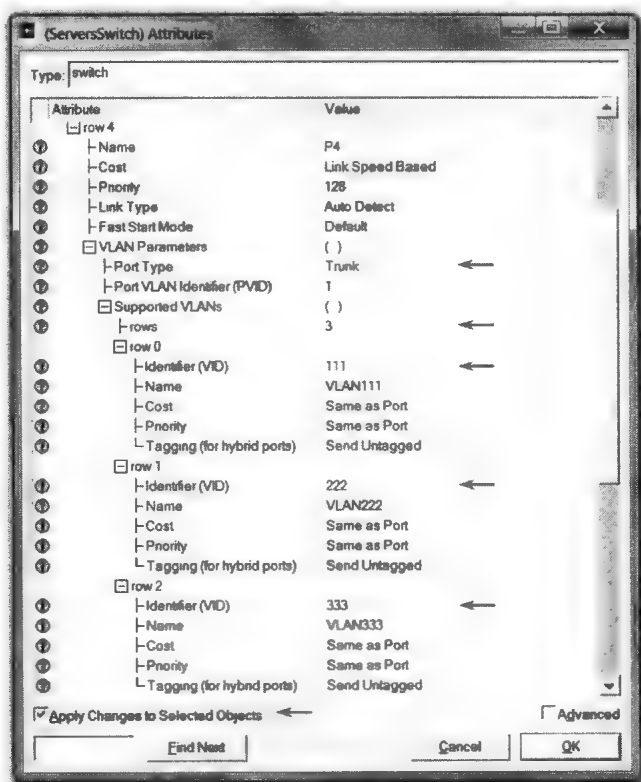 (ServersSwitch) Attributes
Type: switch
Attribute Value
row 4
Name P4
Cost Link Speed Based
Priority 128
Link Type Auto Detect
Fast Start Mode Default
VLAN Parameters ( )
Port Type Trunk
Port VLAN Identifier (PVID) 1
Supported VLANs ( )
rows 3
row 0
Identifier (VID) 111
Name VLAN111
Cost Same as Port
Priority Same as Port
Tagging (for hybrid ports) Send Untagged
row 1
Identifier (VID) 222
Name VLAN222
Cost Same as Port
Priority Same as Port
Tagging (for hybrid ports) Send Untagged
row 2
Identifier (VID) 333
Name VLAN333
Cost Same as Port
Priority Same as Port
Tagging (for hybrid ports) Send Untagged
Apply Changes to Selected Objects Advanced
Find Next Cancel OK